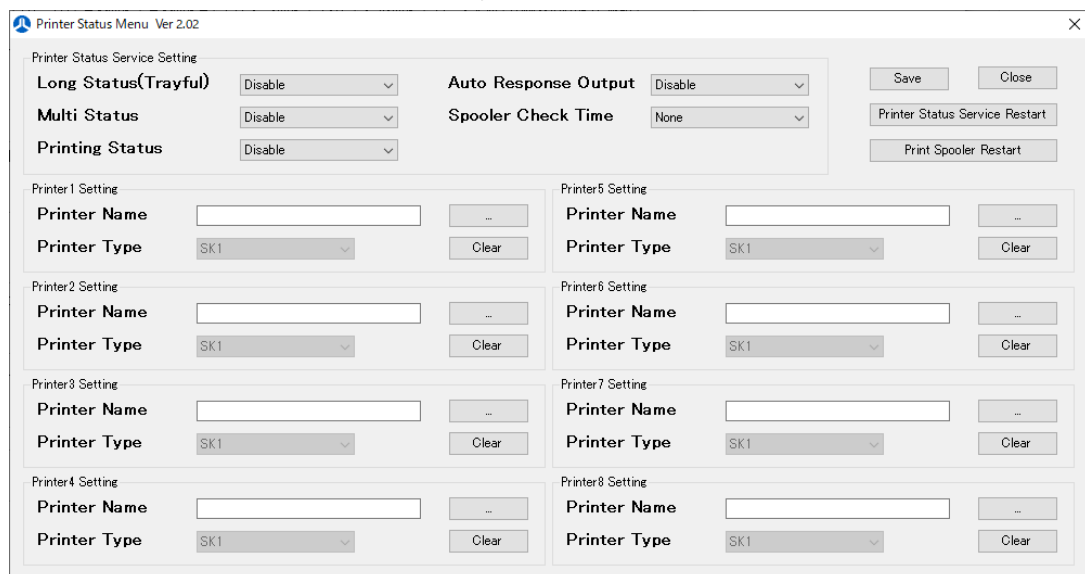 Printer Status Menu Ver 2.02
Printer Status Service Setting
Long Status(Trayful) Disable Auto Response Output Disable Save Close
Multi Status Disable Spooler Check Time None Printer Status Service Restart
Printing Status Disable Print Spooler Restart
Printer1 Setting Printer5 Setting
Printer Name ... Printer Name ...
Printer Type SK1 Clear Printer Type SK1 Clear
Printer2 Setting Printer6 Setting
Printer Name ... Printer Name ...
Printer Type SK1 Clear Printer Type SK1 Clear
Printer3 Setting Printer7 Setting
Printer Name ... Printer Name ...
Printer Type SK1 Clear Printer Type SK1 Clear
Printer4 Setting Printer8 Setting
Printer Name ... Printer Name ...
Printer Type SK1 Clear Printer Type SK1 Clear